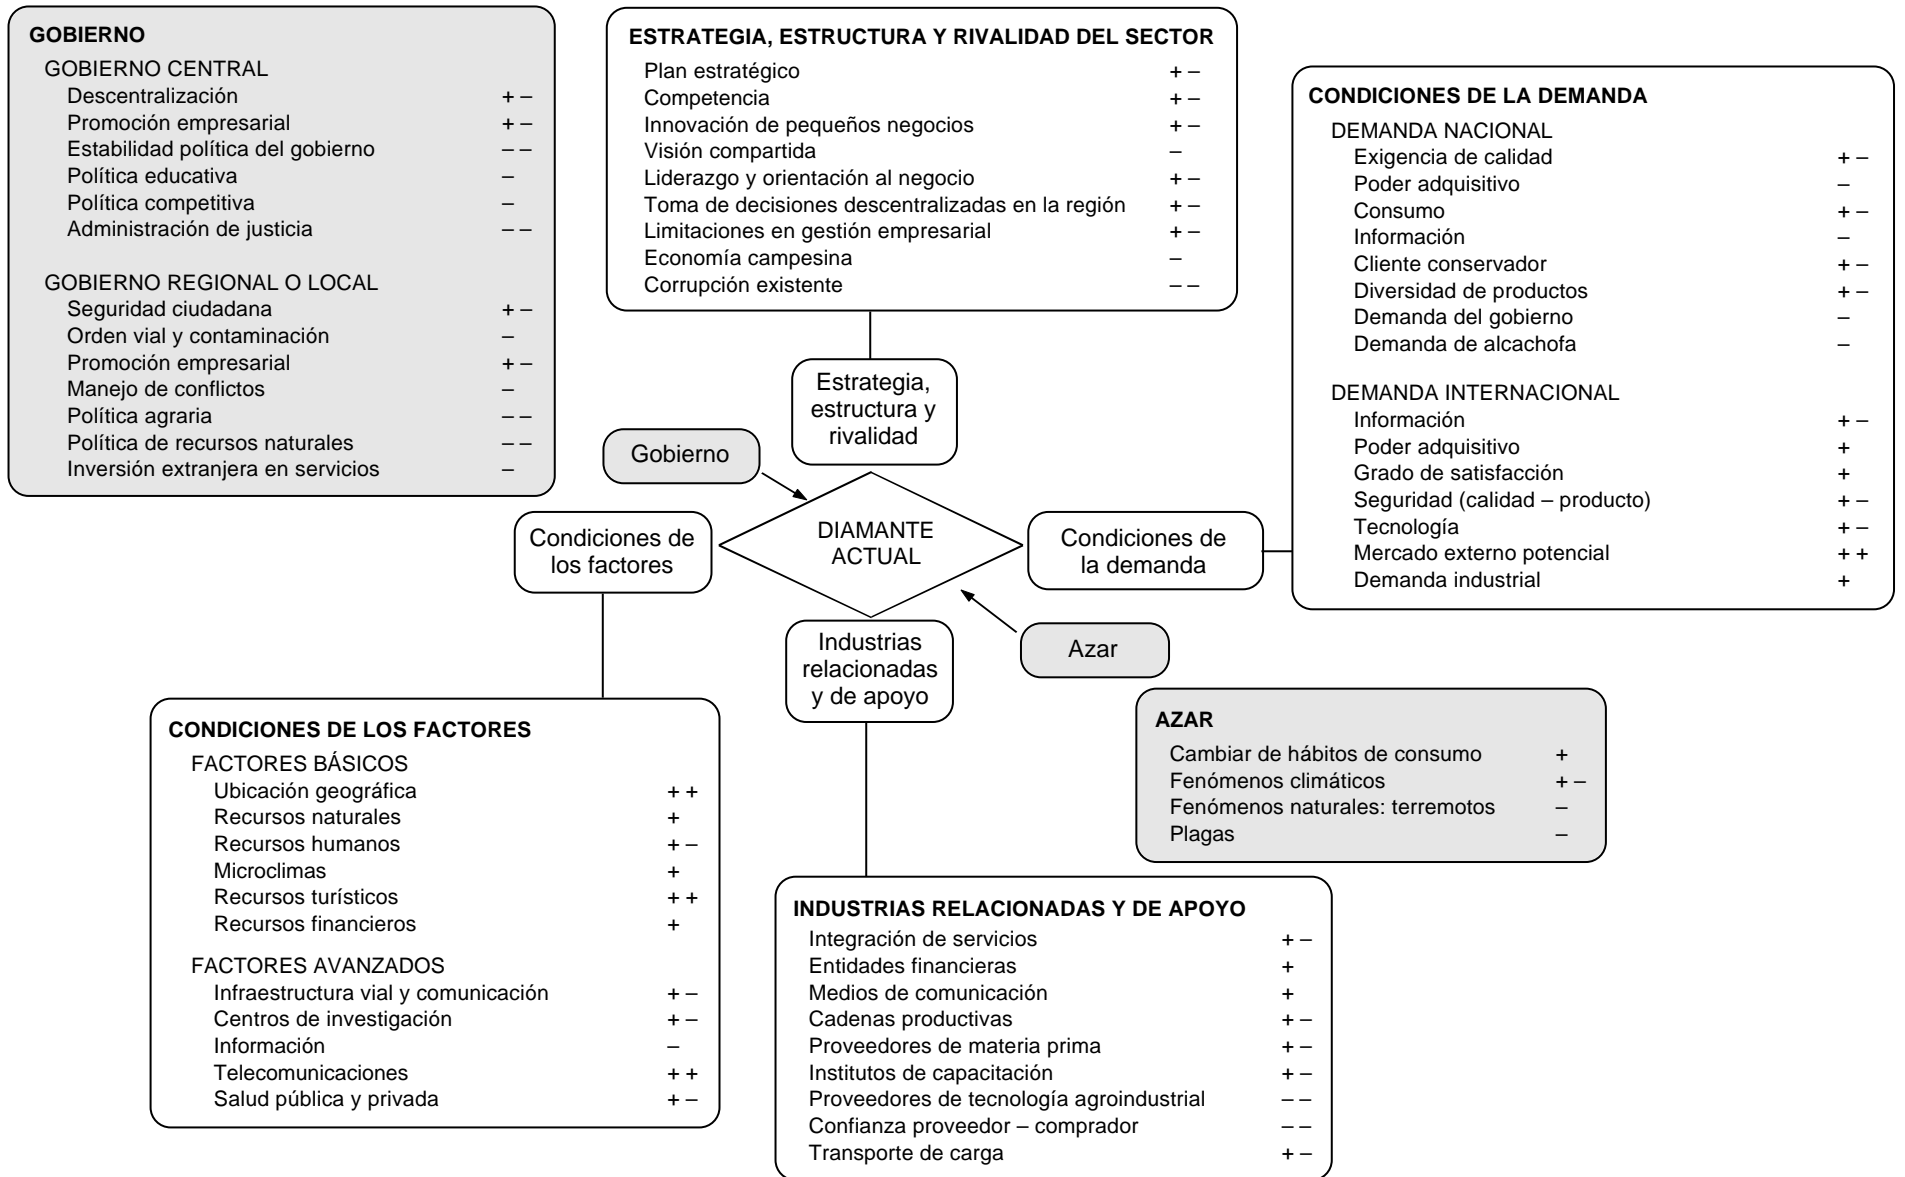 GOBIERNO
GOBIERNO CENTRAL
Descentralización + –
Promoción empresarial + –
Estabilidad política del gobierno – –
Política educativa –
Política competitiva –
Administración de justicia – –
GOBIERNO REGIONAL O LOCAL
Seguridad ciudadana + –
Orden vial y contaminación –
Promoción empresarial + –
Manejo de conflictos –
Política agraria – –
Política de recursos naturales – –
Inversión extranjera en servicios –
ESTRATEGIA, ESTRUCTURA Y RIVALIDAD DEL SECTOR
Plan estratégico + –
Competencia + –
Innovación de pequeños negocios + –
Visión compartida –
Liderazgo y orientación al negocio + –
Toma de decisiones descentralizadas en la región + –
Limitaciones en gestión empresarial + –
Economía campesina –
Corrupción existente – –
CONDICIONES DE LA DEMANDA
DEMANDA NACIONAL
Exigencia de calidad + –
Poder adquisitivo –
Consumo + –
Información –
Cliente conservador + –
Diversidad de productos + –
Demanda del gobierno –
Demanda de alcachofa –
DEMANDA INTERNACIONAL
Información + –
Poder adquisitivo +
Grado de satisfacción +
Seguridad (calidad – producto) + –
Tecnología + –
Mercado externo potencial + +
Demanda industrial +
Estrategia,
estructura y
rivalidad
Gobierno
Condiciones de
los factores
DIAMANTE
ACTUAL
Condiciones de
la demanda
Industrias
relacionadas
y de apoyo
Azar
CONDICIONES DE LOS FACTORES
FACTORES BÁSICOS
Ubicación geográfica + +
Recursos naturales +
Recursos humanos + –
Microclimas +
Recursos turísticos + +
Recursos financieros +
FACTORES AVANZADOS
Infraestructura vial y comunicación + –
Centros de investigación + –
Información –
Telecomunicaciones + +
Salud pública y privada + –
AZAR
Cambiar de hábitos de consumo +
Fenómenos climáticos + –
Fenómenos naturales: terremotos –
Plagas –
INDUSTRIAS RELACIONADAS Y DE APOYO
Integración de servicios + –
Entidades financieras +
Medios de comunicación +
Cadenas productivas + –
Proveedores de materia prima + –
Institutos de capacitación + –
Proveedores de tecnología agroindustrial – –
Confianza proveedor – comprador – –
Transporte de carga + –